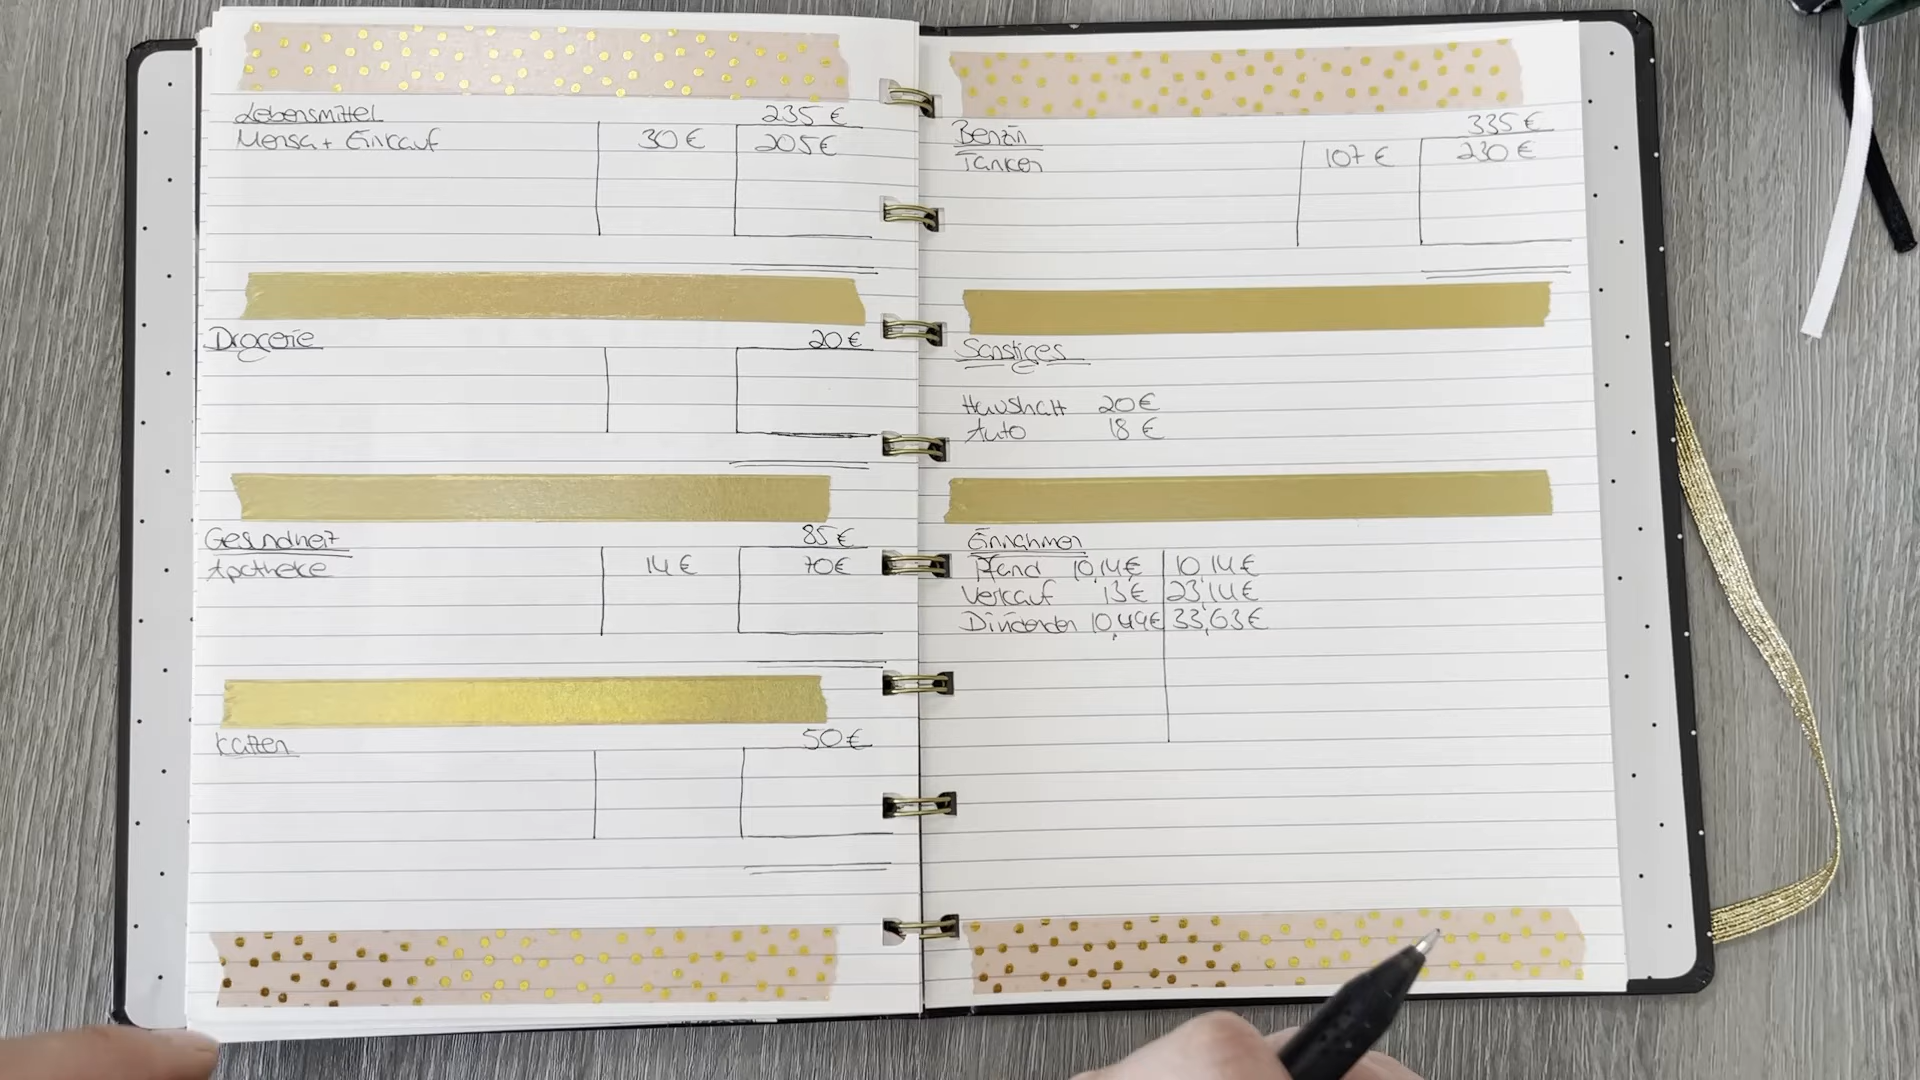 Lebensmittel 235 €
Mensa + Einkauf 30 € 205 €
Drogerie 20 €
Gesundheit 85 €
Apotheke 14 € 70 €
Katzen 50 €
Benzin 335 €
Tanken 107 € 230 €
Sonstiges
Haushalt 20 €
Auto 18 €
Einnahmen
Pfand 10,14 € 10,14 €
Verkauf 13 € 23,14 €
Dividenden 10,49 € 33,63 €